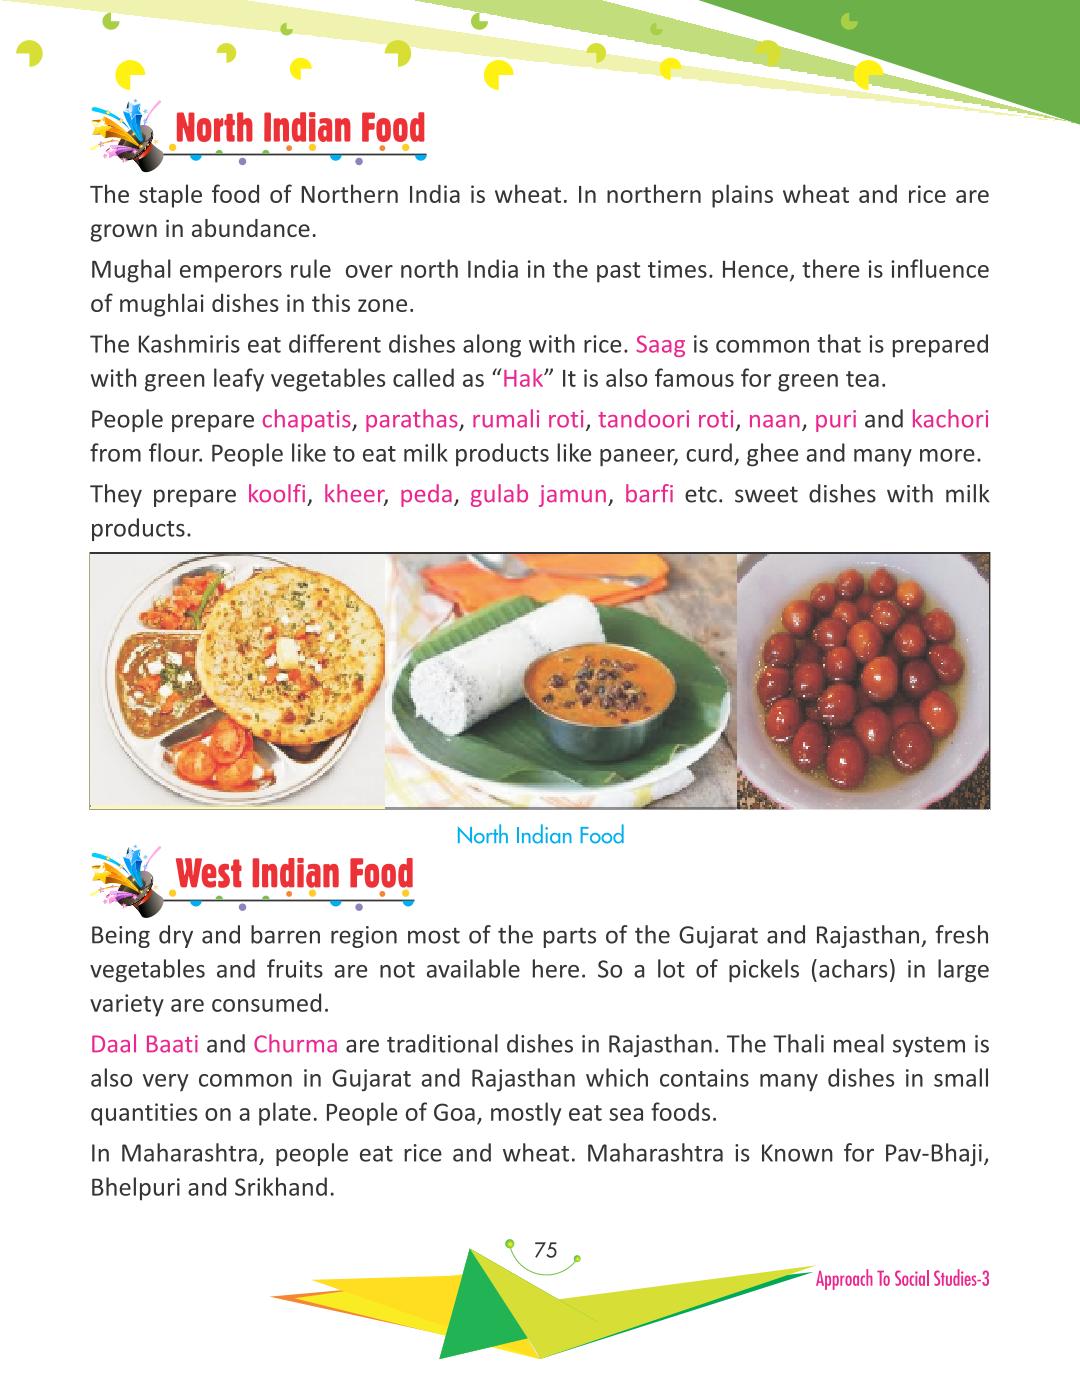 North Indian Food
The staple food of Northern India is wheat. In northern plains wheat and rice are
grown in abundance.
Mughal emperors rule  over north India in the past times. Hence, there is influence
of mughlai dishes in this zone.
The Kashmiris eat different dishes along with rice. Saag is common that is prepared
with green leafy vegetables called as “Hak” It is also famous for green tea.
People prepare chapatis, parathas, rumali roti, tandoori roti, naan, puri and kachori
from flour. People like to eat milk products like paneer, curd, ghee and many more.
They prepare koolfi, kheer, peda, gulab jamun, barfi etc. sweet dishes with milk
products.
North Indian Food
West Indian Food
Being dry and barren region most of the parts of the Gujarat and Rajasthan, fresh
vegetables and fruits are not available here. So a lot of pickels (achars) in large
variety are consumed.
Daal Baati and Churma are traditional dishes in Rajasthan. The Thali meal system is
also very common in Gujarat and Rajasthan which contains many dishes in small
quantities on a plate. People of Goa, mostly eat sea foods.
In Maharashtra, people eat rice and wheat. Maharashtra is Known for Pav-Bhaji,
Bhelpuri and Srikhand.
75
Approach To Social Studies-3